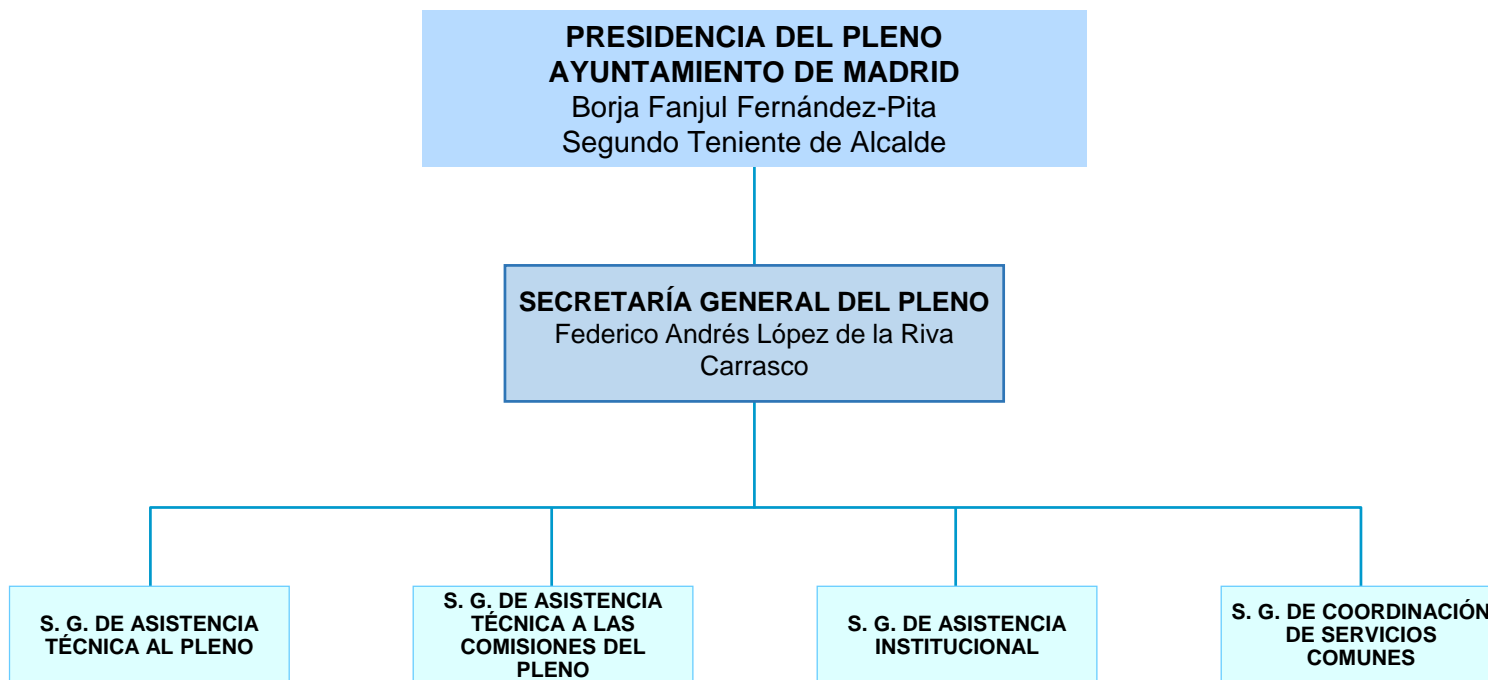 PRESIDENCIA DEL PLENO
AYUNTAMIENTO DE MADRID
Borja Fanjul Fernández-Pita
Segundo Teniente de Alcalde
SECRETARÍA GENERAL DEL PLENO
Federico Andrés López de la Riva
Carrasco
S. G. DE ASISTENCIA
TÉCNICA AL PLENO
S. G. DE ASISTENCIA
TÉCNICA A LAS
COMISIONES DEL
PLENO
S. G. DE ASISTENCIA
INSTITUCIONAL
S. G. DE COORDINACIÓN
DE SERVICIOS
COMUNES